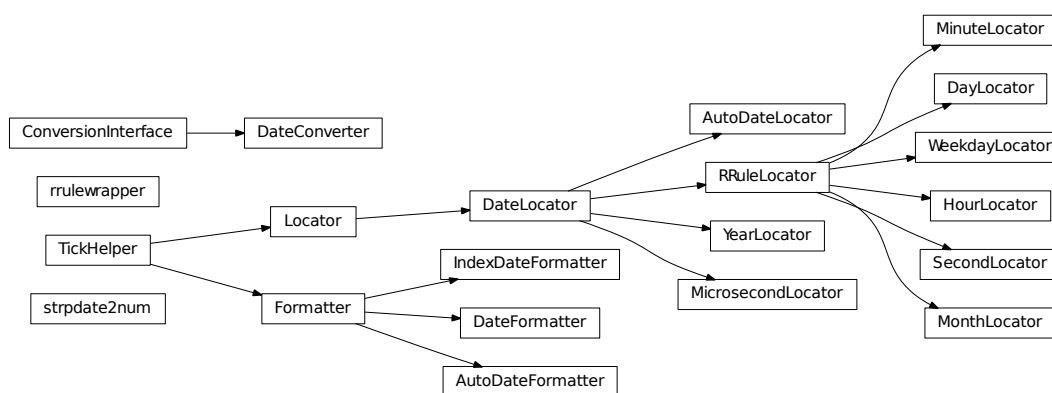 MinuteLocator
DayLocator
AutoDateLocator
ConversionInterface
DateConverter
WeekdayLocator
RRuleLocator
rrulewrapper
HourLocator
DateLocator
Locator
YearLocator
TickHelper
IndexDateFormatter
SecondLocator
MicrosecondLocator
strpdate2num
Formatter
DateFormatter
MonthLocator
AutoDateFormatter